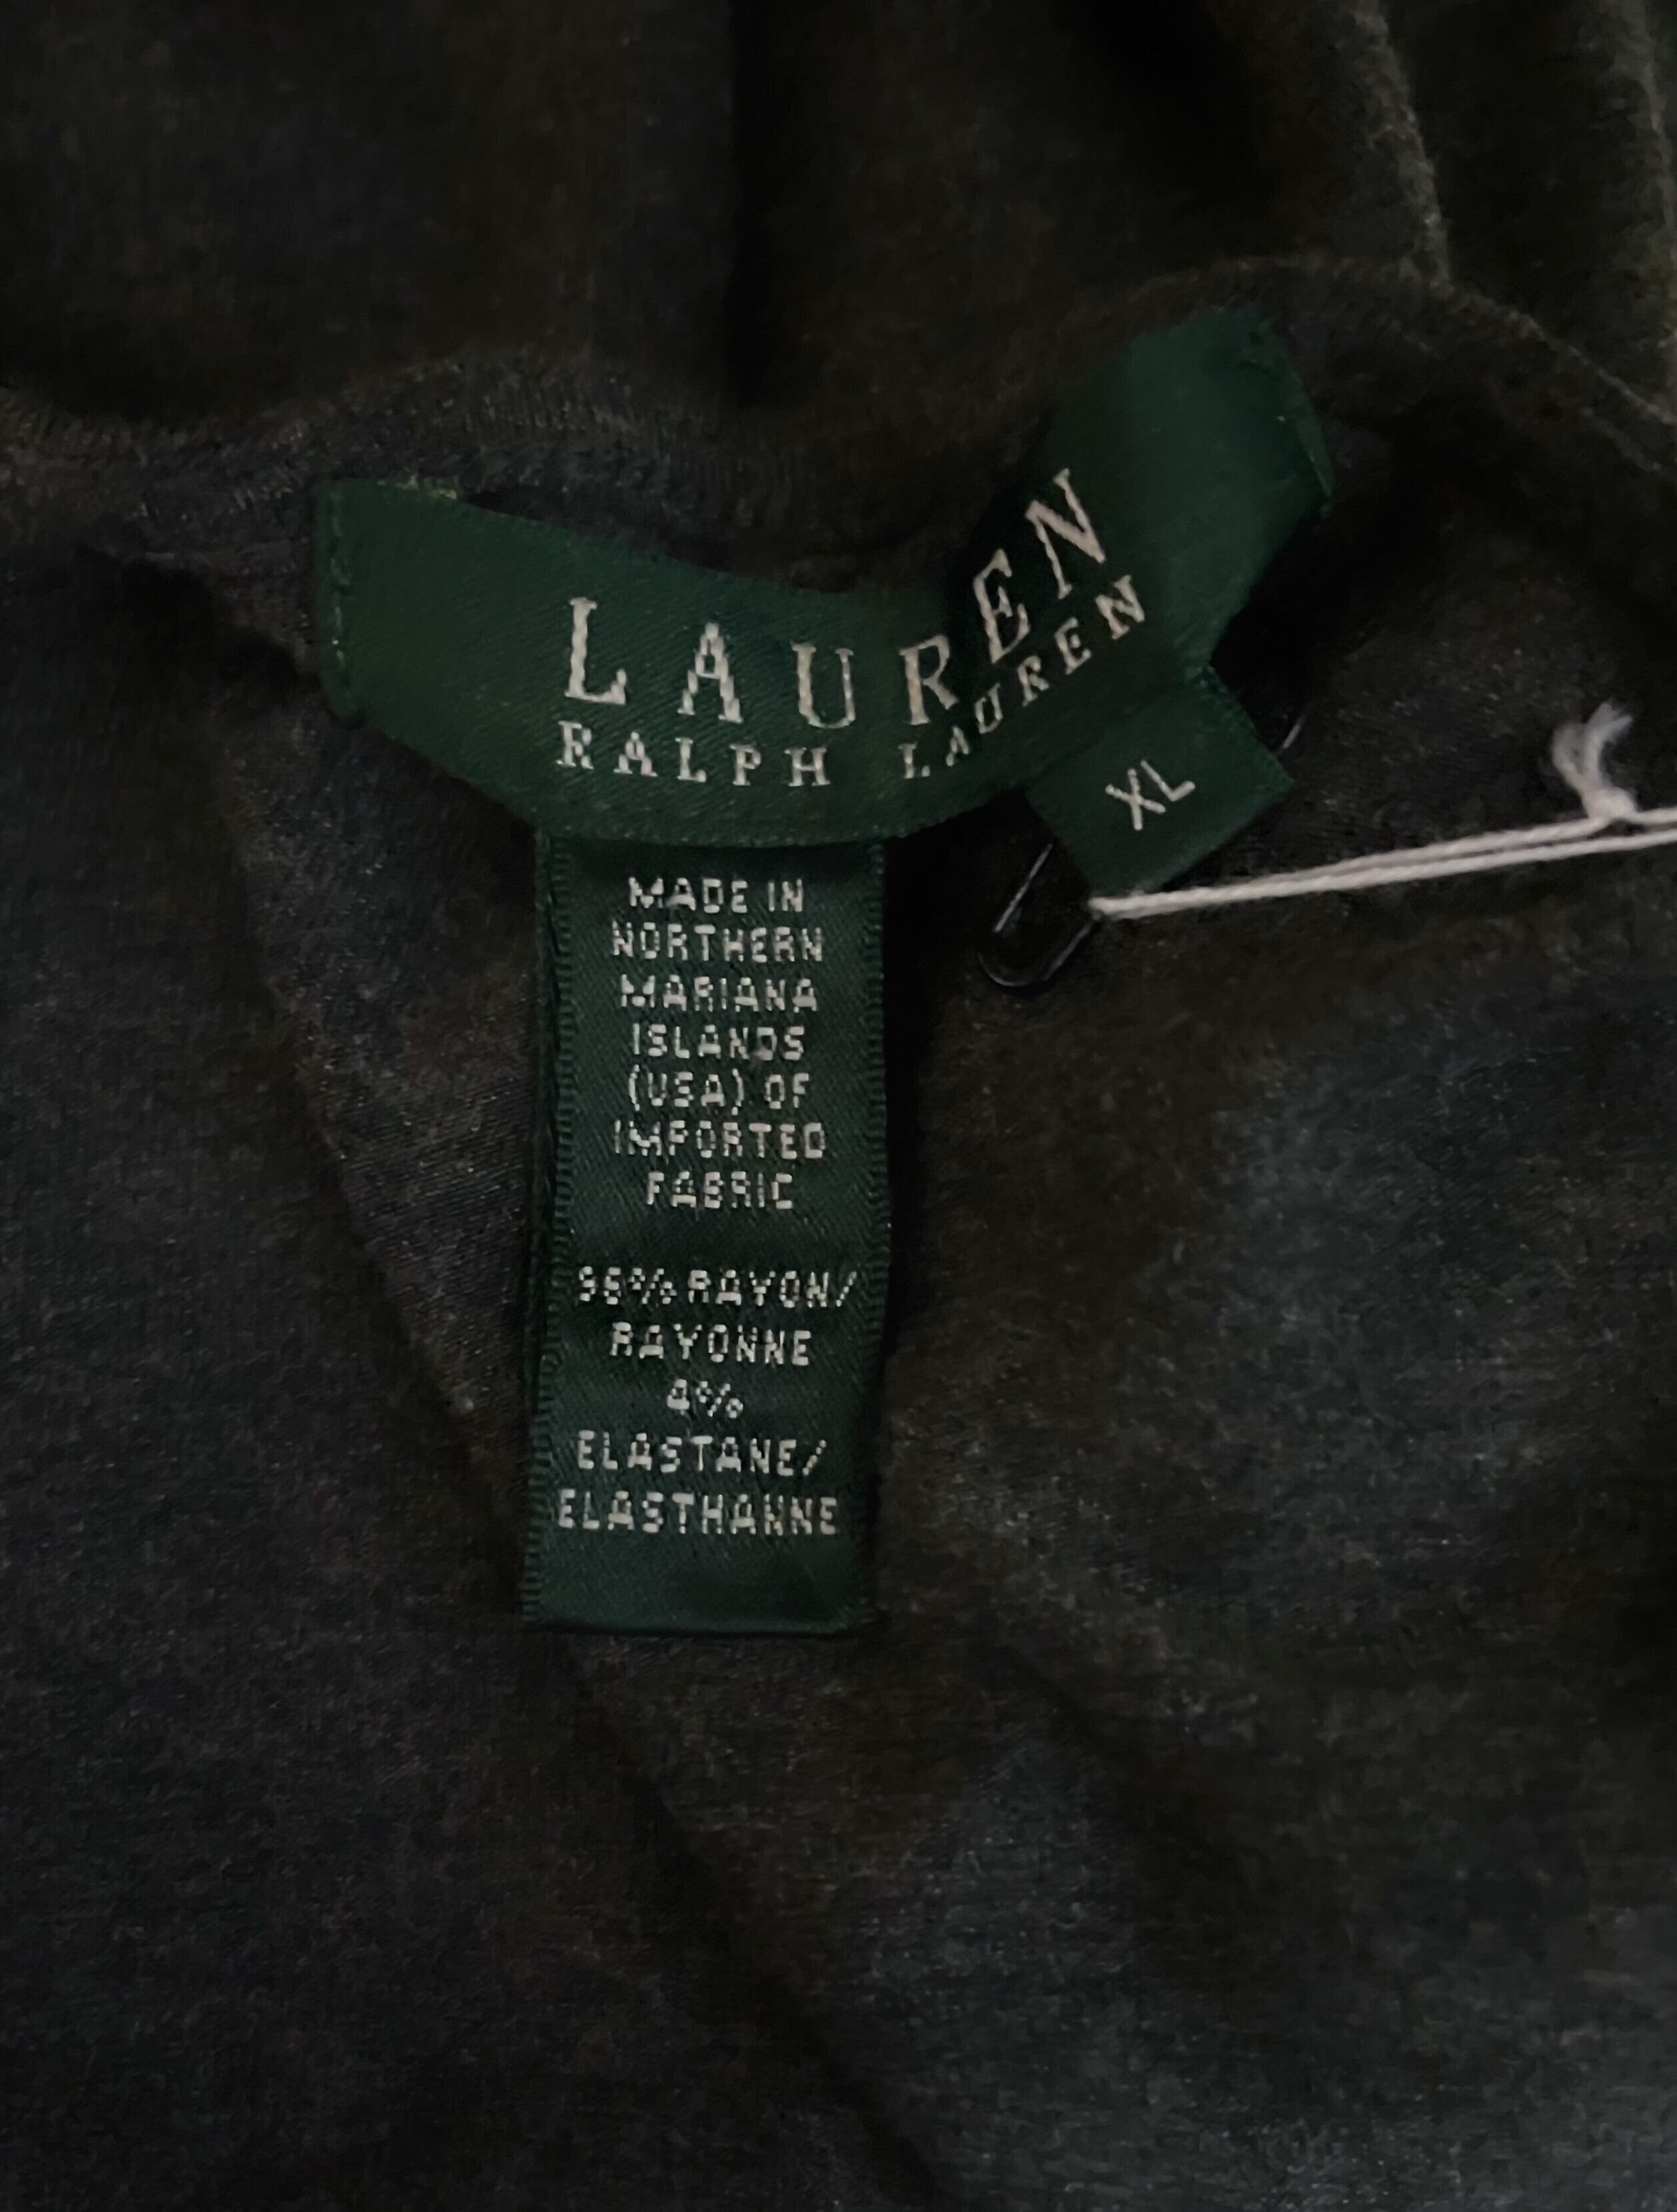 LAUREN
RALPH LAUREN
XL
MADE IN
NORTHERN
MARIANA
ISLANDS
(USA) OF
IMPORTED
FABRIC
96% RAYON/
RAYONNE
4%
ELASTANE/
ELASTHANNE